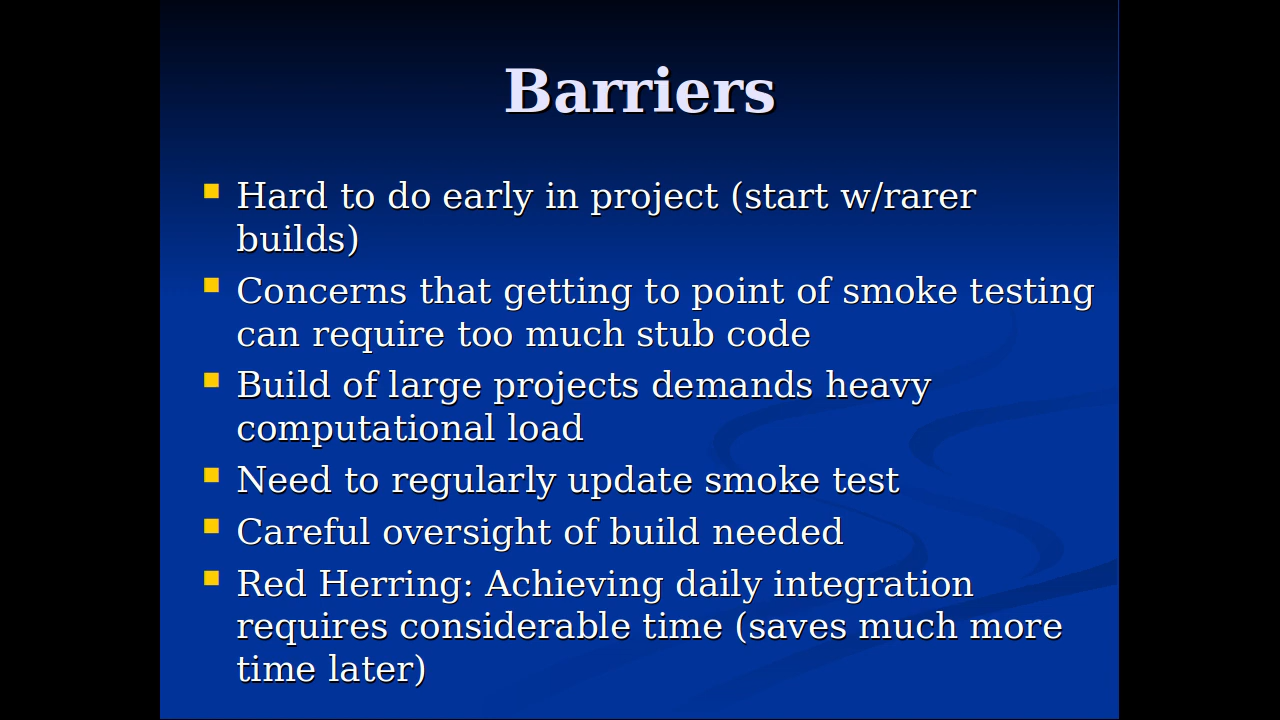 Barriers
Hard to do early in project (start w/rarer
builds)
Concerns that getting to point of smoke testing
can require too much stub code
Build of large projects demands heavy
computational load
Need to regularly update smoke test
Careful oversight of build needed
Red Herring: Achieving daily integration
requires considerable time (saves much more
time later)